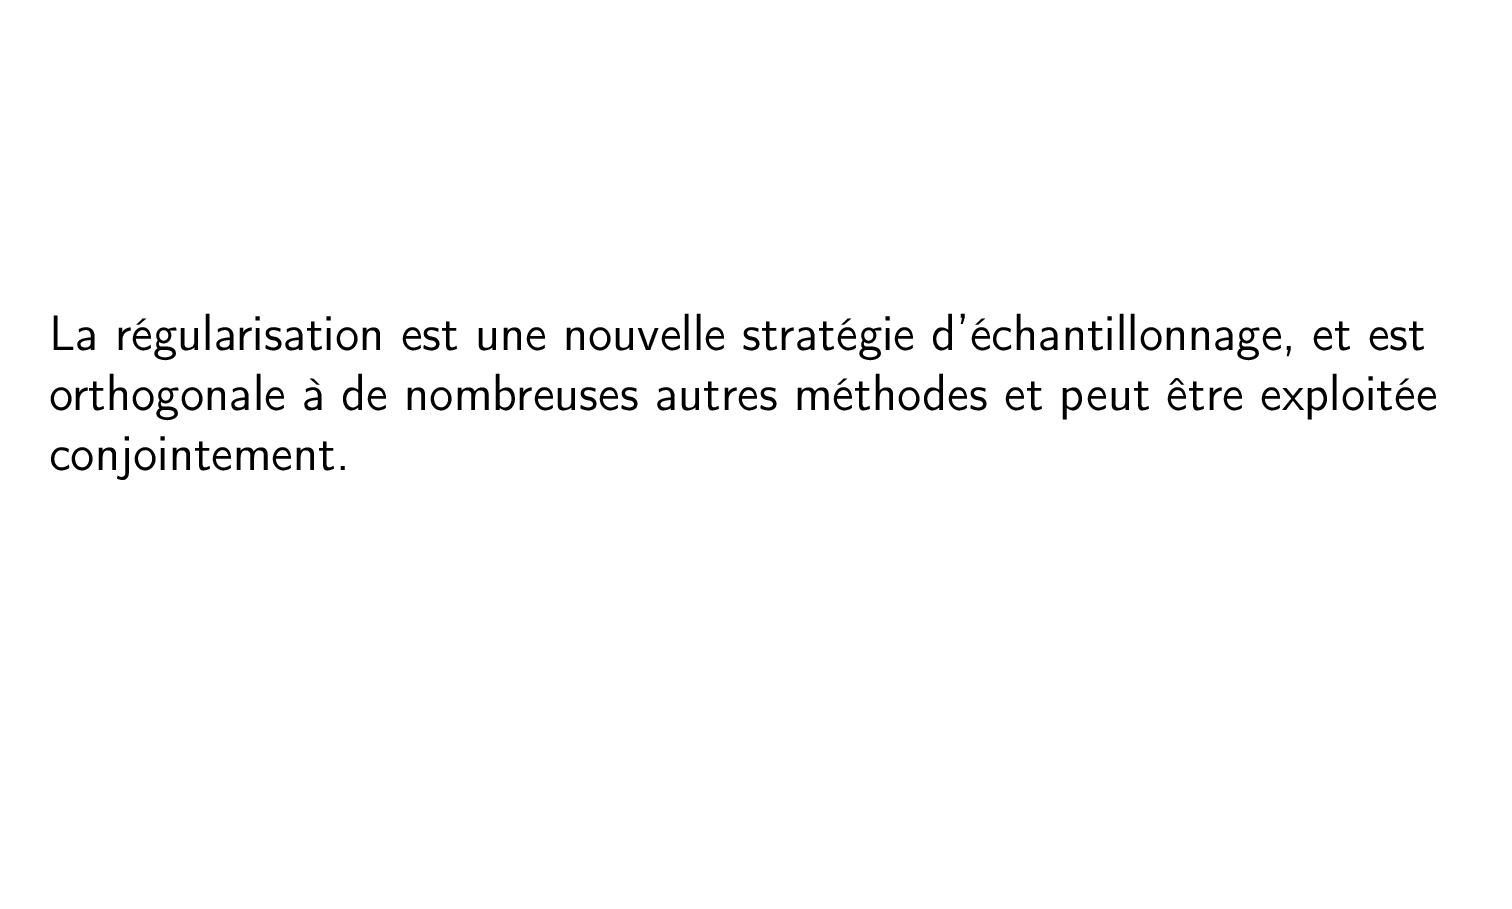 La régularisation est une nouvelle stratégie d’échantillonnage, et est
orthogonale à de nombreuses autres méthodes et peut être exploitée
conjointement.